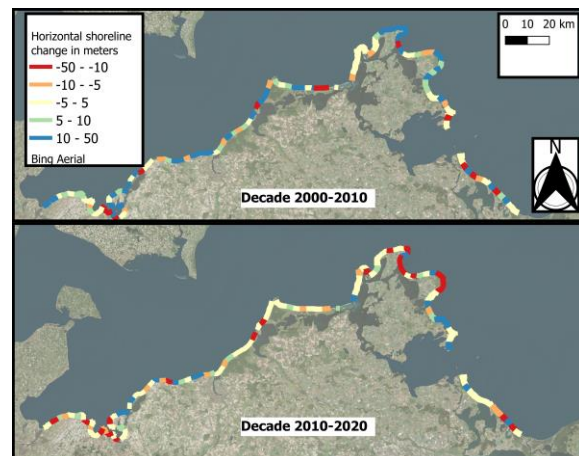 Horizontal shoreline
change in meters
-50 - -10
-10 - -5
-5 - 5
5 - 10
10 - 50
Bing Aerial
0 10 20 km
N
Decade 2000-2010
Decade 2010-2020